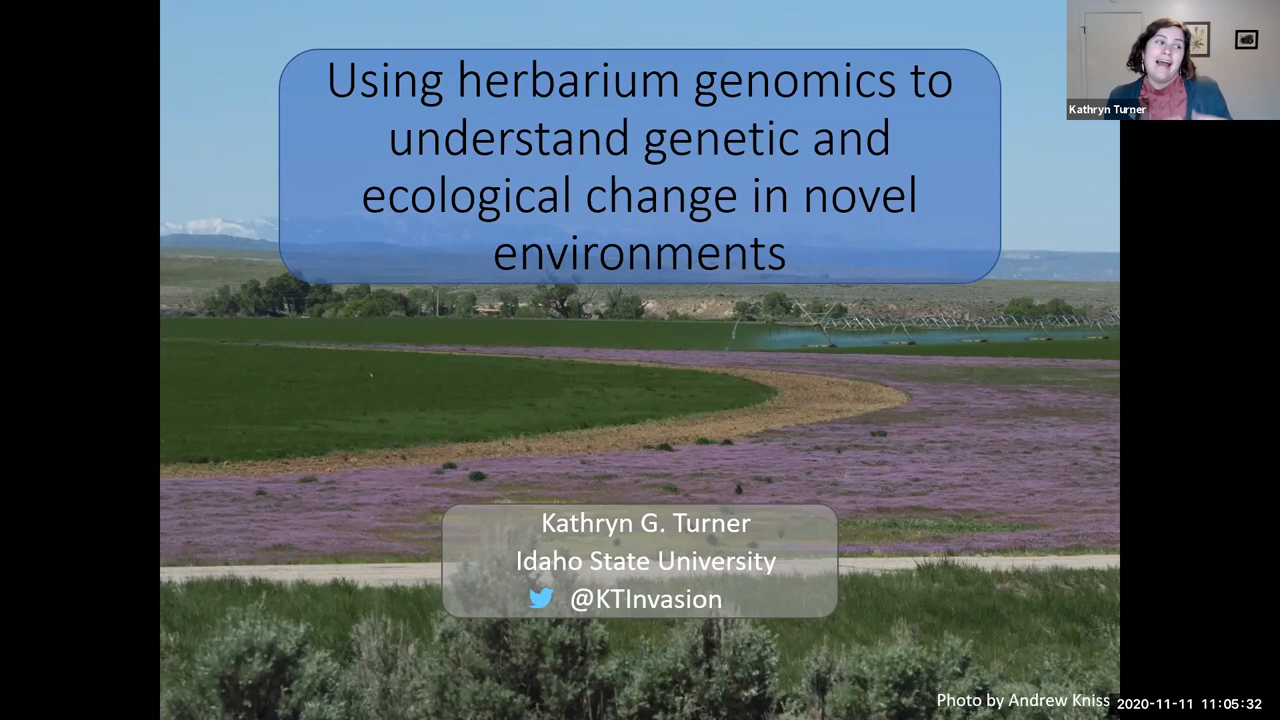 Using herbarium genomics to
understand genetic and
ecological change in novel
environments
Kathryn Turner
Kathryn G. Turner
Idaho State University
@KTInvasion
Photo by Andrew Kniss
2020-11-11 11:05:32